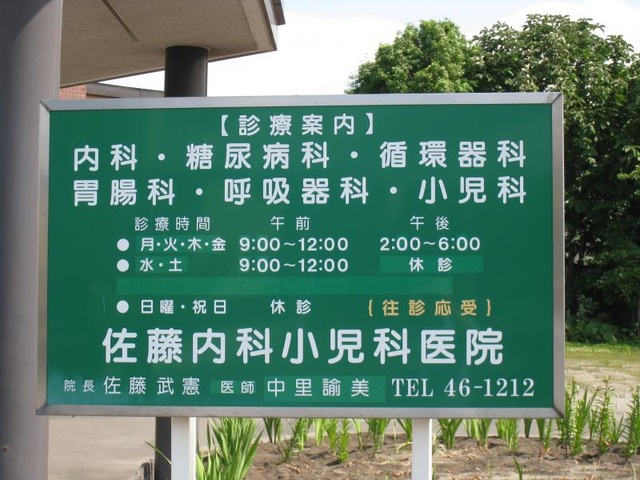 【診療案内】
内科・糖尿病科・循環器科
胃腸科・呼吸器科・小児科
診療時間 午前 午後
● 月・火・木・金 9:00～12:00 2:00～6:00
● 水・土 9:00～12:00 休診
● 日曜・祝日 休診 {往診応受}
佐藤内科小児科医院
院長 佐藤武憲 医師 中里諭美 TEL 46-1212